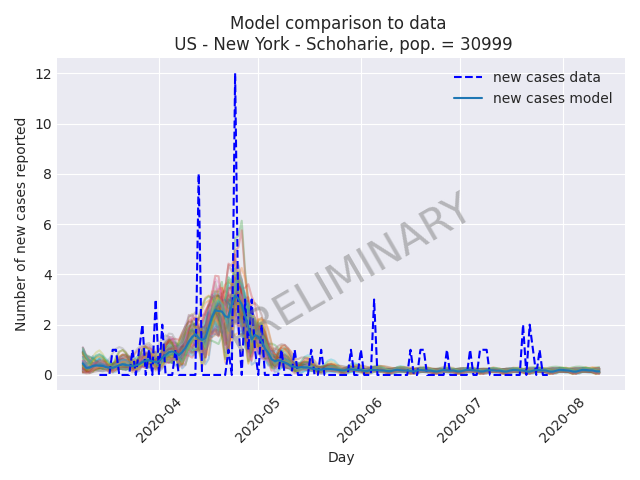 Model comparison to data
US - New York - Schoharie, pop. = 30999
new cases data
new cases model
PRELIMINARY
Number of new cases reported
12
10
8
6
4
2
0
2020-04
2020-05
2020-06
2020-07
2020-08
Day